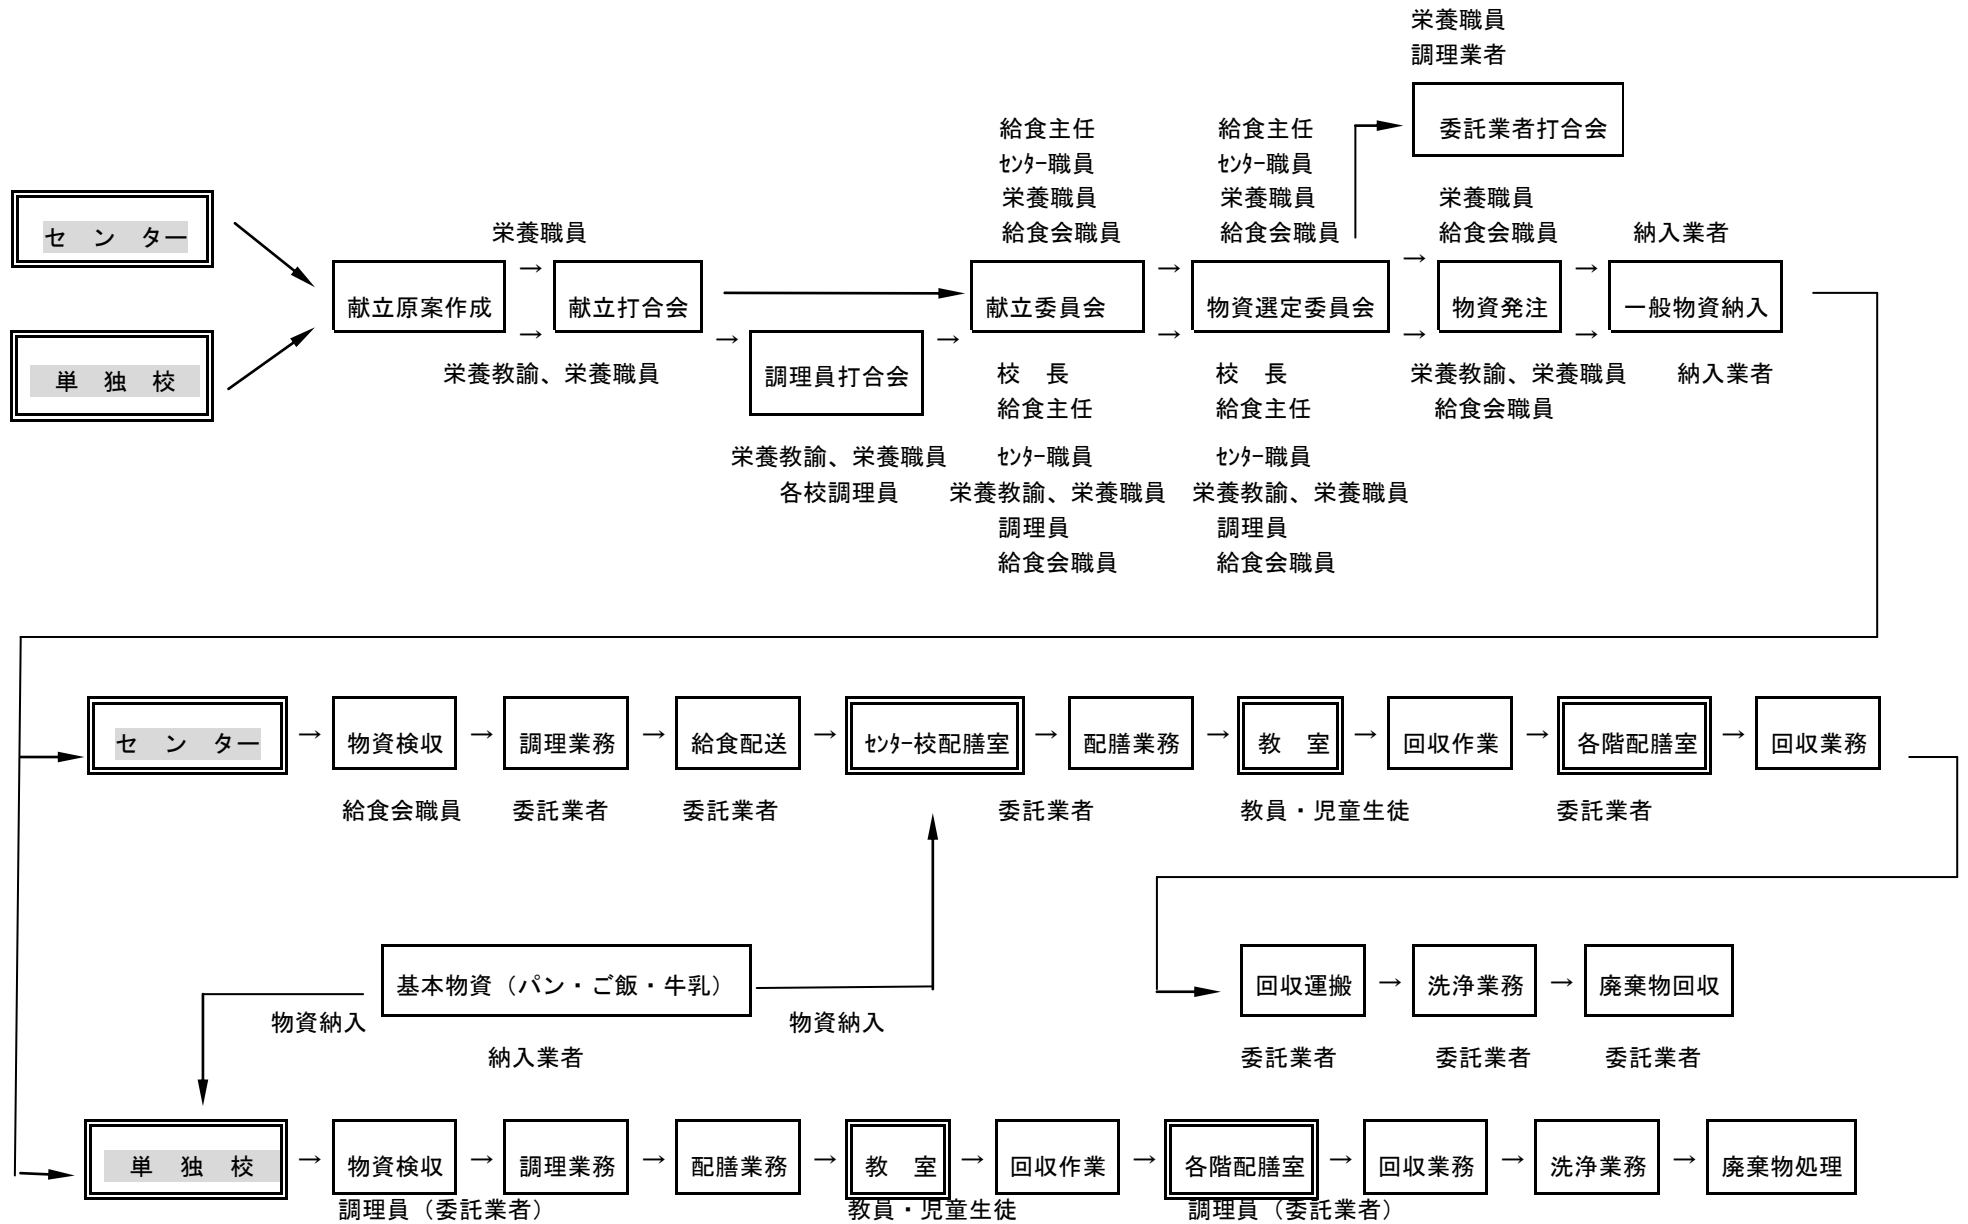 栄養職員
調理業者
委託業者打合会
給食主任
センター職員
栄養職員
給食会職員
給食主任
センター職員
栄養職員
給食会職員
栄養職員
給食会職員
納入業者
センター
栄養職員
単独校
献立原案作成
→
→
献立打合会
栄養教諭、栄養職員
→
調理員打合会
→
栄養教諭、栄養職員
各校調理員
献立委員会
→
→
校長
給食主任
センター職員
栄養教諭、栄養職員
調理員
給食会職員
物資選定委員会
→
→
校長
給食主任
センター職員
栄養教諭、栄養職員
調理員
給食会職員
物資発注
→
→
栄養教諭、栄養職員
給食会職員
一般物資納入
納入業者
センター → 物資検収 → 調理業務 → 給食配送 → センター校配膳室 → 配膳業務 → 教室 → 回収作業 → 各階配膳室 → 回収業務
給食会職員 委託業者 委託業者 委託業者 教員・児童生徒 委託業者
基本物資（パン・ご飯・牛乳）
物資納入 物資納入
納入業者
回収運搬 → 洗浄業務 → 廃棄物回収
委託業者 委託業者 委託業者
単独校 → 物資検収 → 調理業務 → 配膳業務 → 教室 → 回収作業 → 各階配膳室 → 回収業務 → 洗浄業務 → 廃棄物処理
調理員（委託業者） 教員・児童生徒 調理員（委託業者）